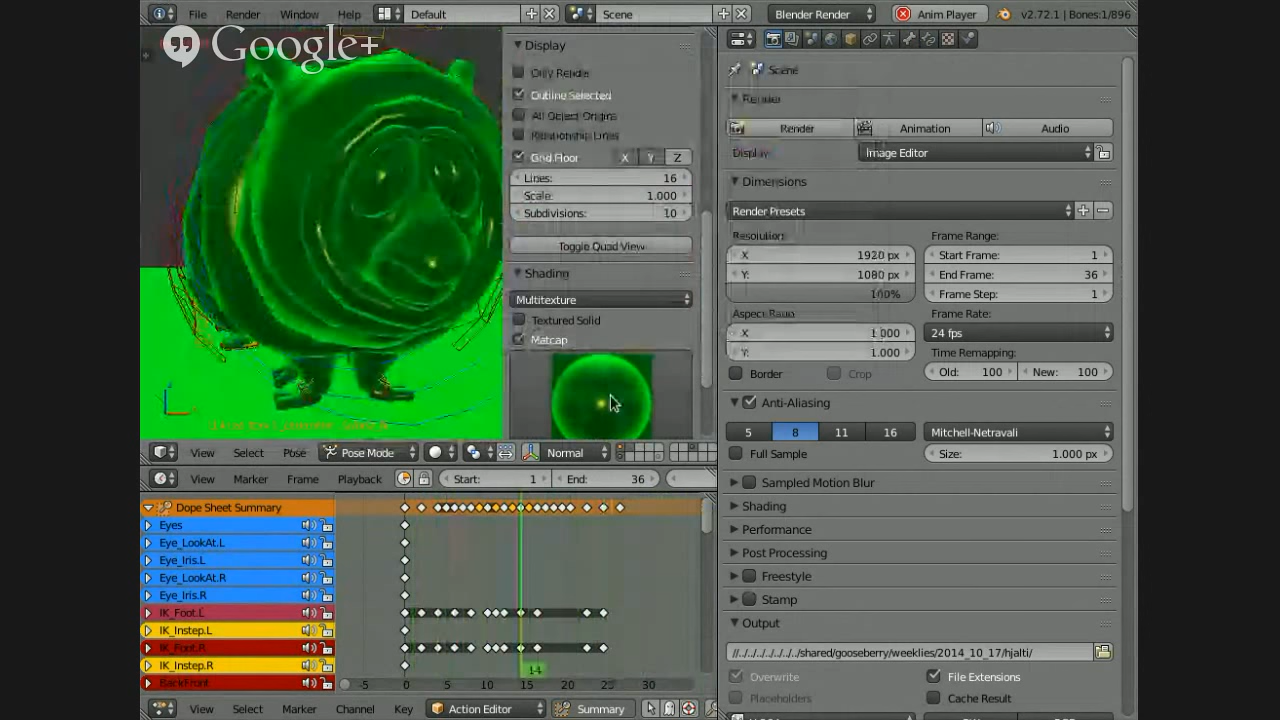 File Render Window Help Default Scene Blender Render Anim Player v2.72.1 | Bones:1/896
Google+
Display
Only Render
Outline Selected
All Object Origins
Relationship Lines
Grid Floor X Y Z
Lines: 16
Scale: 1.000
Subdivisions: 10
Toggle Quad View
Shading
Multitexture
Textured Solid
Matcap
View Select Pose Pose Mode Normal
View Marker Frame Playback Start: 1 End: 36
Dope Sheet Summary
Eyes
Eye_LookAt.L
Eye_Iris.L
Eye_LookAt.R
Eye_Iris.R
IK_Foot.L
IK_Instep.L
IK_Foot.R
IK_Instep.R
BackFront
14
-5 0 5 10 15 20 25 30
View Select Marker Channel Key Action Editor Summary
Scene
Render
Render Animation Audio
Display: Image Editor
Dimensions
Render Presets
Resolution: Frame Range:
X 1920 px Start Frame: 1
Y: 1080 px End Frame: 36
100% Frame Step: 1
Aspect Ratio Frame Rate:
X 1.000 24 fps
Y: 1.000 Time Remapping:
Border Crop Old: 100 New: 100
Anti-Aliasing
5 8 11 16 Mitchell-Netravali
Full Sample Size: 1.000 px
Sampled Motion Blur
Shading
Performance
Post Processing
Freestyle
Stamp
Output
//../../../../../../shared/gooseberry/weeklies/2014_10_17/hjalti/
Overwrite File Extensions
Placeholders Cache Result